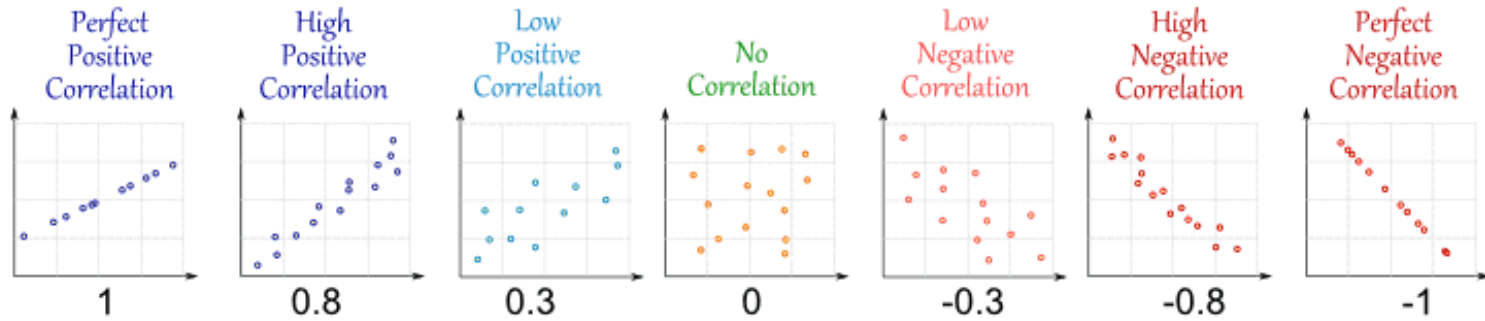 Perfect
Positive
Correlation
High
Positive
Correlation
Low
Positive
Correlation
No
Correlation
Low
Negative
Correlation
High
Negative
Correlation
Perfect
Negative
Correlation
1
0.8
0.3
0
-0.3
-0.8
-1